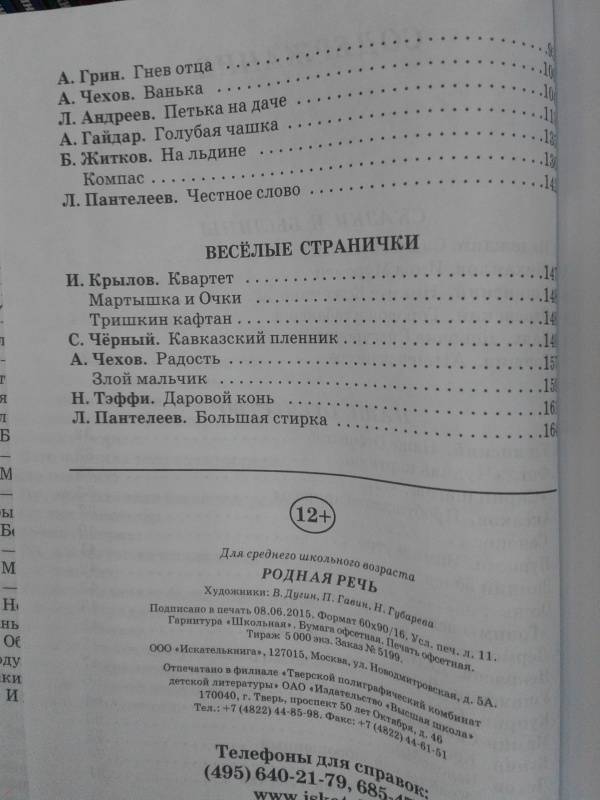 А. Грин. Гнев отца
А. Чехов. Ванька
Л. Андреев. Петька на даче
А. Гайдар. Голубая чашка
Б. Житков. На льдине
Компас
Л. Пантелеев. Честное слово
ВЕСЁЛЫЕ СТРАНИЧКИ
И. Крылов. Квартет 147
Мартышка и Очки
Тришкин кафтан
С. Чёрный. Кавказский пленник
А. Чехов. Радость 157
Злой мальчик
Н. Тэффи. Даровой конь
Л. Пантелеев. Большая стирка
12+
Для среднего школьного возраста
РОДНАЯ РЕЧЬ
Художники: В. Дугин, П. Гавин, Н. Губарева
Подписано в печать 08.06.2015. Формат 60х90/16. Усл. печ. л. 11.
Гарнитура «Школьная». Бумага офсетная. Печать офсетная.
Тираж 5 000 экз. Заказ № 5199.
ООО «Искателькнига», 127015, Москва, ул. Новодмитровская, д. 5А.
Отпечатано в филиале «Тверской полиграфический комбинат
детской литературы» ОАО «Издательство «Высшая школа»
170040, г. Тверь, проспект 50 лет Октября, д. 46
Тел.: +7 (4822) 44-85-98. Факс: +7 (4822) 44-61-51
Телефоны для справок:
(495) 640-21-79,